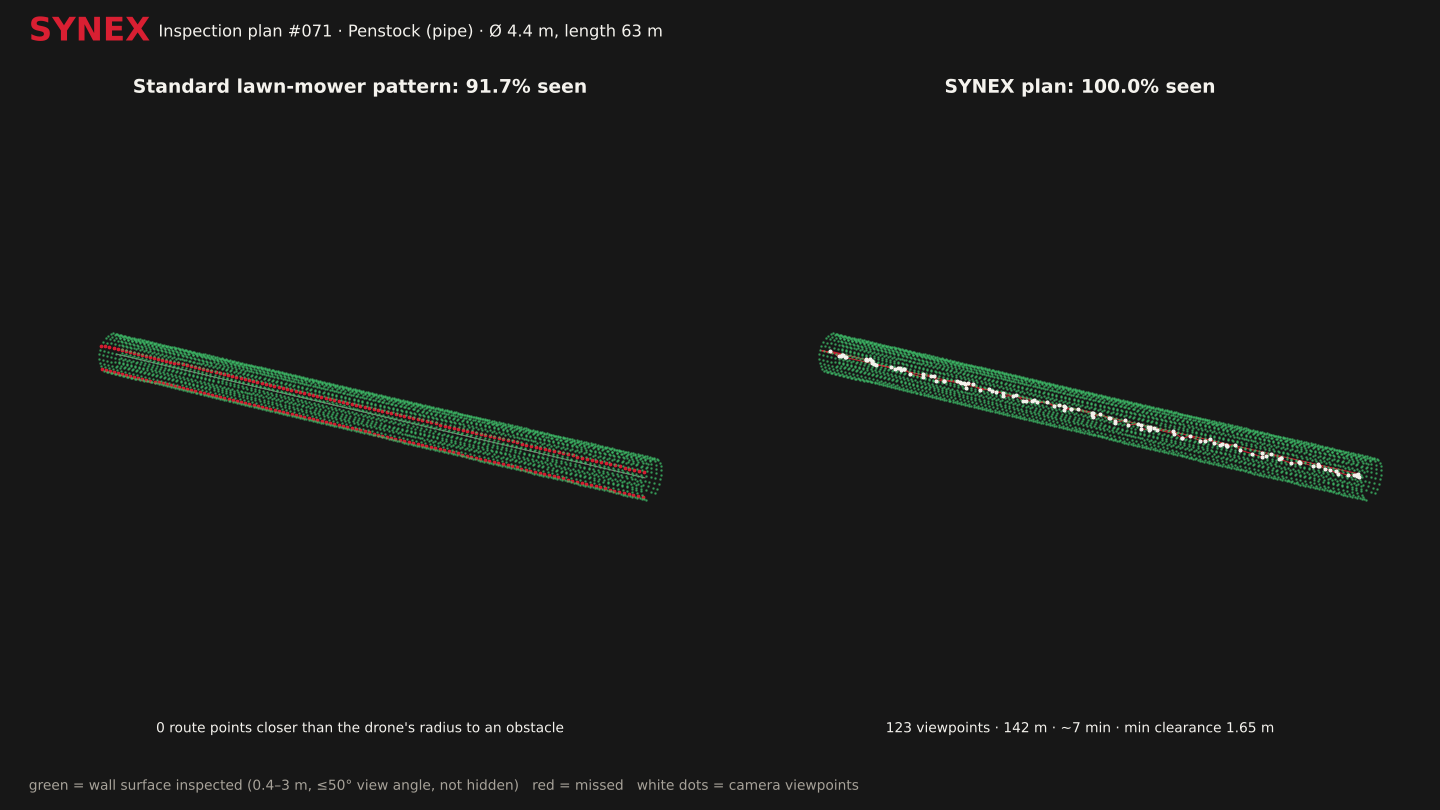 SYNEX Inspection plan #071 · Penstock (pipe) · Ø 4.4 m, length 63 m
Standard lawn-mower pattern: 91.7% seen
SYNEX plan: 100.0% seen
0 route points closer than the drone's radius to an obstacle
123 viewpoints · 142 m · ~7 min · min clearance 1.65 m
green = wall surface inspected (0.4–3 m, ≤50° view angle, not hidden)   red = missed   white dots = camera viewpoints